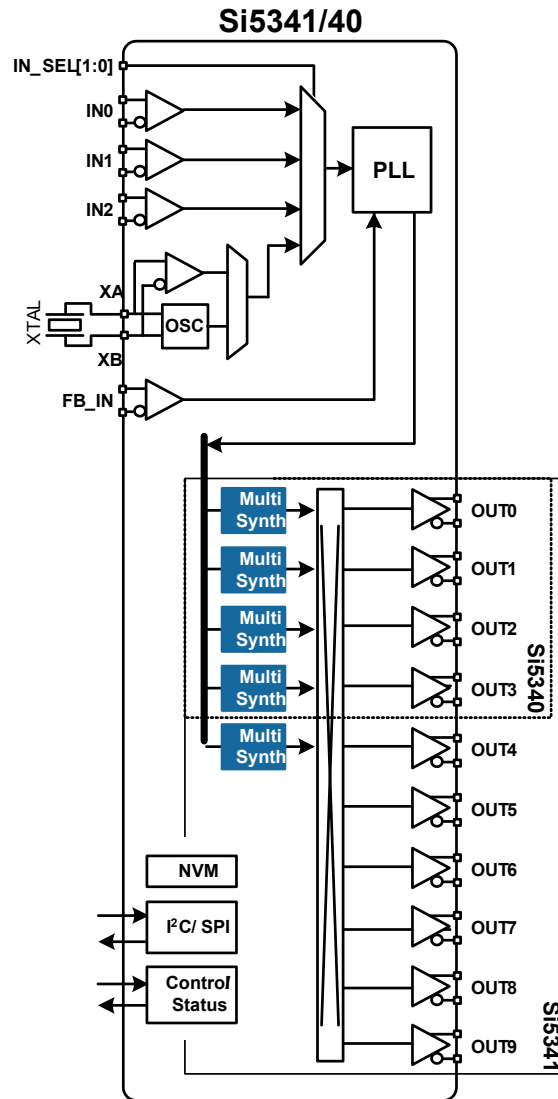 Si5341/40
IN_SEL[1:0]
IN0
IN1
IN2
PLL
XA
XTAL
OSC
XB
FB_IN
Multi
Synth
OUT0
Multi
Synth
OUT1
Multi
Synth
OUT2
Multi
Synth
OUT3
Si5340
Multi
Synth
OUT4
OUT5
NVM
OUT6
I²C/ SPI
OUT7
Control/
Status
OUT8
OUT9
Si5341